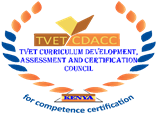 TVET CDACC
TVET CURRICULUM DEVELOPMENT,
ASSESSMENT AND CERTIFICATION
COUNCIL
KENYA
for competence certification